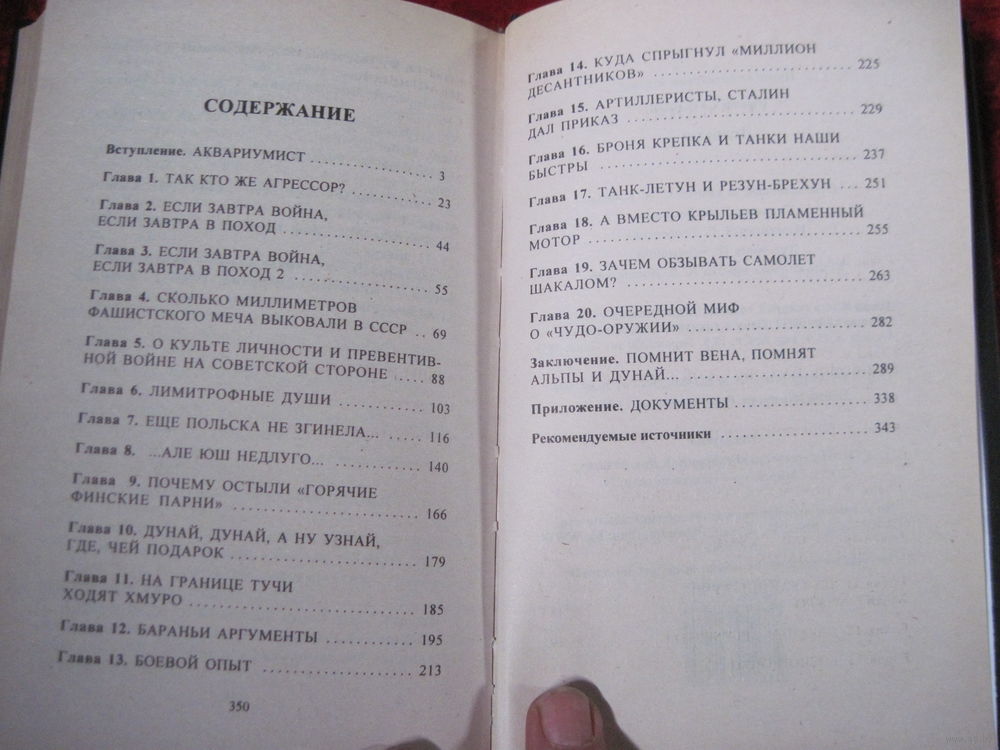 СОДЕРЖАНИЕ
Вступление. АКВАРИУМИСТ ............ 3
Глава 1. ТАК КТО ЖЕ АГРЕССОР? ............ 23
Глава 2. ЕСЛИ ЗАВТРА ВОЙНА,
ЕСЛИ ЗАВТРА В ПОХОД ............ 44
Глава 3. ЕСЛИ ЗАВТРА ВОЙНА,
ЕСЛИ ЗАВТРА В ПОХОД 2 ............ 55
Глава 4. СКОЛЬКО МИЛЛИМЕТРОВ
ФАШИСТСКОГО МЕЧА ВЫКОВАЛИ В СССР .. 69
Глава 5. О КУЛЬТЕ ЛИЧНОСТИ И ПРЕВЕНТИВ-
НОЙ ВОЙНЕ НА СОВЕТСКОЙ СТОРОНЕ .... 88
Глава 6. ЛИМИТРОФНЫЕ ДУШИ ............ 103
Глава 7. ЕЩЕ ПОЛЬСКА НЕ ЗГИНЕЛА... ..... 116
Глава 8. ...АЛЕ ЮШ НЕДЛУГО... ............ 140
Глава 9. ПОЧЕМУ ОСТЫЛИ «ГОРЯЧИЕ
ФИНСКИЕ ПАРНИ» ............ 166
Глава 10. ДУНАЙ, ДУНАЙ, А НУ УЗНАЙ,
ГДЕ, ЧЕЙ ПОДАРОК ............ 179
Глава 11. НА ГРАНИЦЕ ТУЧИ
ХОДЯТ ХМУРО ............ 185
Глава 12. БАРАНЬИ АРГУМЕНТЫ ............ 195
Глава 13. БОЕВОЙ ОПЫТ ............ 213
350
Глава 14. КУДА СПРЫГНУЛ «МИЛЛИОН
ДЕСАНТНИКОВ» ............ 225
Глава 15. АРТИЛЛЕРИСТЫ, СТАЛИН
ДАЛ ПРИКАЗ ............ 229
Глава 16. БРОНЯ КРЕПКА И ТАНКИ НАШИ
БЫСТРЫ ............ 237
Глава 17. ТАНК-ЛЕТУН И РЕЗУН-БРЕХУН ... 251
Глава 18. А ВМЕСТО КРЫЛЬЕВ ПЛАМЕННЫЙ
МОТОР ............ 255
Глава 19. ЗАЧЕМ ОБЗЫВАТЬ САМОЛЕТ
ШАКАЛОМ? ............ 263
Глава 20. ОЧЕРЕДНОЙ МИФ
О «ЧУДО-ОРУЖИИ» ............ 282
Заключение. ПОМНИТ ВЕНА, ПОМНЯТ
АЛЬПЫ И ДУНАЙ... ............ 289
Приложение. ДОКУМЕНТЫ ............ 338
Рекомендуемые источники ............ 343